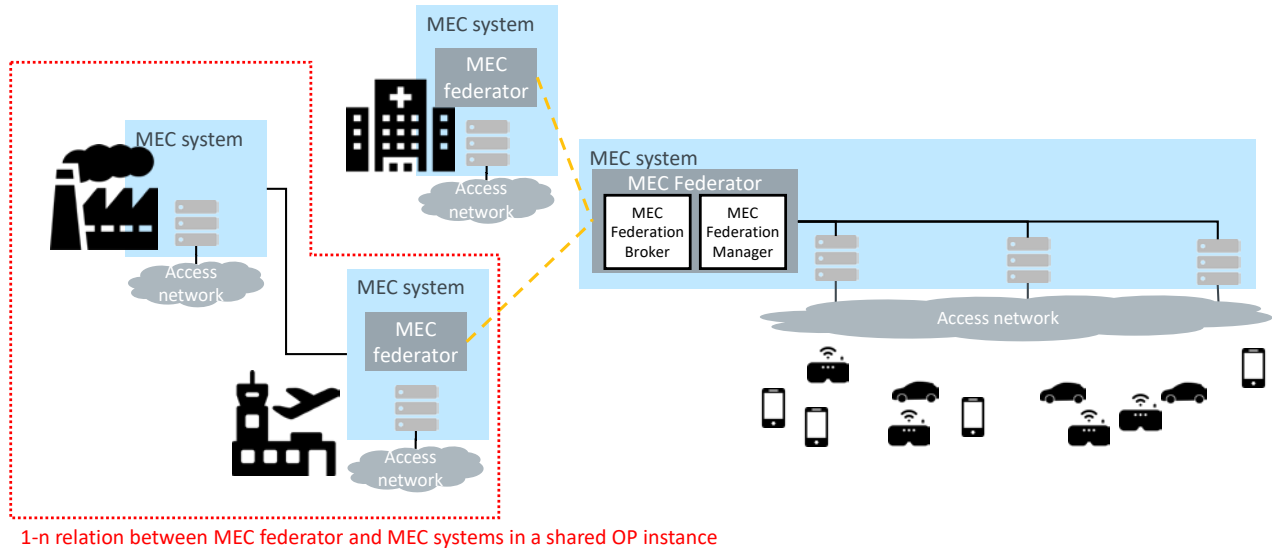 MEC system
MEC
federator
Access
network
MEC system
Access
network
MEC system
MEC
federator
Access
network
MEC system
MEC Federator
MEC
Federation
Broker
MEC
Federation
Manager
Access network
1-n relation between MEC federator and MEC systems in a shared OP instance